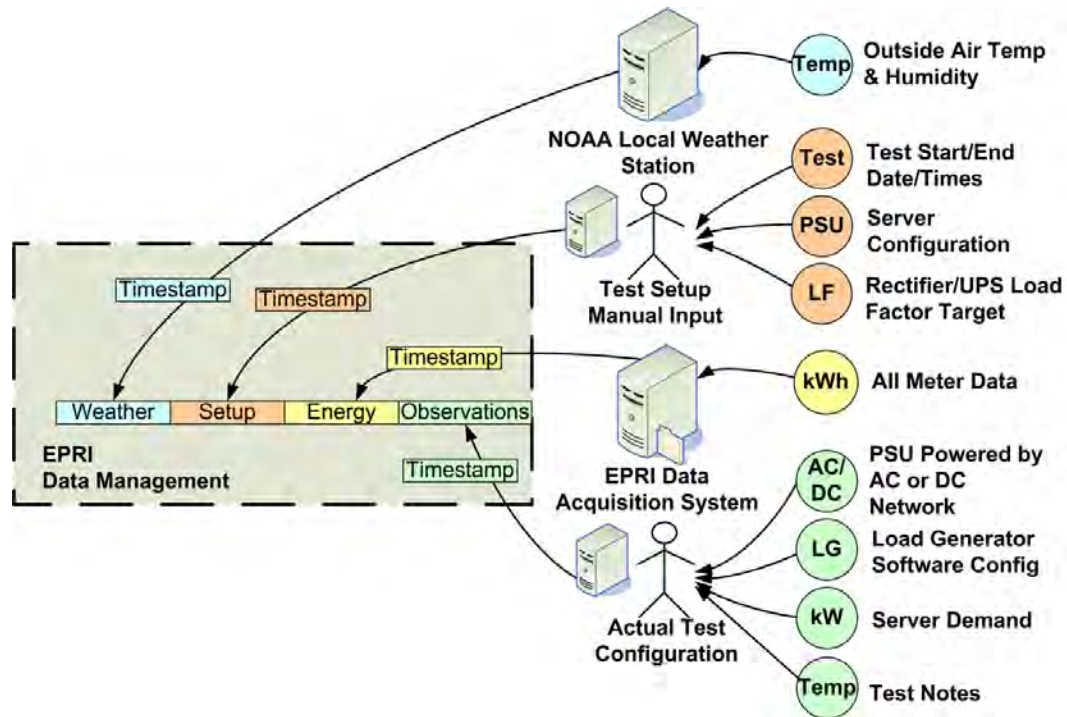 Temp
Outside Air Temp
& Humidity
NOAA Local Weather
Station
Test
Test Start/End
Date/Times
PSU
Server
Configuration
LF
Rectifier/UPS Load
Factor Target
Test Setup
Manual Input
Timestamp
Timestamp
Timestamp
Weather
Setup
Energy
Observations
Timestamp
EPRI
Data Management
kWh
All Meter Data
EPRI Data
Acquisition System
AC/
DC
PSU Powered by
AC or DC
Network
LG
Load Generator
Software Config
kW
Server Demand
Temp
Test Notes
Actual Test
Configuration